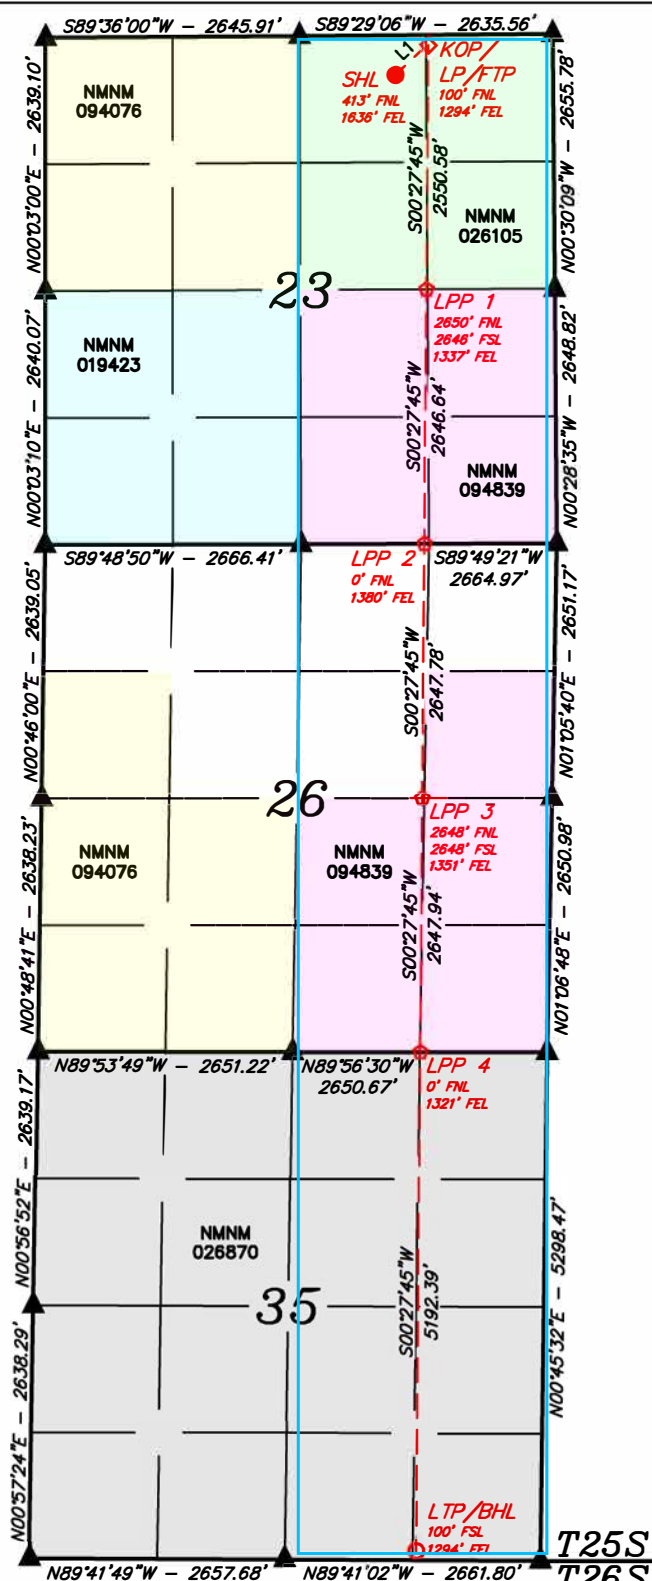 S89°36'00"W - 2645.91'
S89°29'06"W - 2635.56'
N00°03'00"E - 2639.10'
NMNM
094076
L1
KOP/
LP/FTP
100' FNL
1294' FEL
SHL
413' FNL
1636' FEL
S00°27'45"W
2550.58'
N00°30'09"W - 2655.78'
NMNM
026105
23
LPP 1
2650' FNL
2646' FSL
1337' FEL
N00°03'10"E - 2640.07'
NMNM
019423
S00°27'45"W
2646.64'
N00°28'35"W - 2648.82'
NMNM
094839
S89°48'50"W - 2666.41'
LPP 2
0' FNL
1380' FEL
S89°49'21"W
2664.97'
N00°46'00"E - 2639.05'
S00°27'45"W
2647.78'
N01°05'40"E - 2651.17'
26
LPP 3
2648' FNL
2648' FSL
1351' FEL
N00°48'41"E - 2638.23'
NMNM
094076
NMNM
094839
S00°27'45"W
2647.94'
N01°06'48"E - 2650.98'
N89°53'49"W - 2651.22'
N89°56'30"W
2650.67'
LPP 4
0' FNL
1321' FEL
N00°56'52"E - 2639.17'
NMNM
026870
35
S00°27'45"W
5192.39'
N00°45'32"E - 5298.47'
N00°57'24"E - 2638.29'
LTP/BHL
100' FSL
1294' FEL
T25S
T26S
N89°41'49"W - 2657.68'
N89°41'02"W - 2661.80'